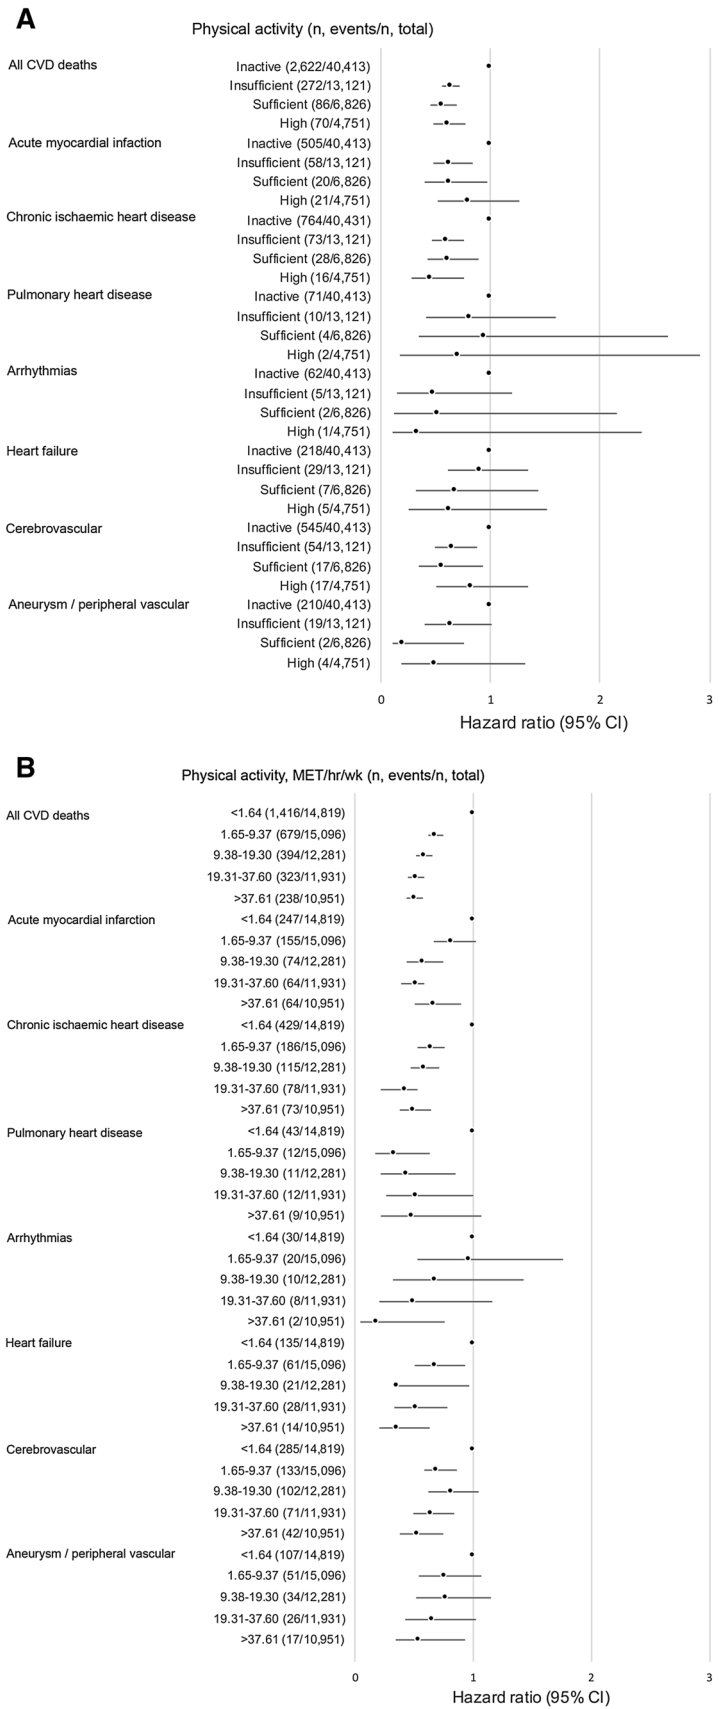 A
Physical activity (n, events/n, total)
All CVD deaths
Inactive (2,622/40,413)
Insufficient (272/13,121)
Sufficient (86/6,826)
High (70/4,751)
Acute myocardial infaction
Inactive (505/40,413)
Insufficient (58/13,121)
Sufficient (20/6,826)
High (21/4,751)
Chronic ischaemic heart disease
Inactive (764/40,431)
Insufficient (73/13,121)
Sufficient (28/6,826)
High (16/4,751)
Pulmonary heart disease
Inactive (71/40,413)
Insufficient (10/13,121)
Sufficient (4/6,826)
High (2/4,751)
Arrhythmias
Inactive (62/40,413)
Insufficient (5/13,121)
Sufficient (2/6,826)
High (1/4,751)
Heart failure
Inactive (218/40,413)
Insufficient (29/13,121)
Sufficient (7/6,826)
High (5/4,751)
Cerebrovascular
Inactive (545/40,413)
Insufficient (54/13,121)
Sufficient (17/6,826)
High (17/4,751)
Aneurysm / peripheral vascular
Inactive (210/40,413)
Insufficient (19/13,121)
Sufficient (2/6,826)
High (4/4,751)
0 1 2 3
Hazard ratio (95% CI)
B
Physical activity, MET/hr/wk (n, events/n, total)
All CVD deaths
<1.64 (1,416/14,819)
1.65-9.37 (679/15,096)
9.38-19.30 (394/12,281)
19.31-37.60 (323/11,931)
>37.61 (238/10,951)
Acute myocardial infarction
<1.64 (247/14,819)
1.65-9.37 (155/15,096)
9.38-19.30 (74/12,281)
19.31-37.60 (64/11,931)
>37.61 (64/10,951)
Chronic ischaemic heart disease
<1.64 (429/14,819)
1.65-9.37 (186/15,096)
9.38-19.30 (115/12,281)
19.31-37.60 (78/11,931)
>37.61 (73/10,951)
Pulmonary heart disease
<1.64 (43/14,819)
1.65-9.37 (12/15,096)
9.38-19.30 (11/12,281)
19.31-37.60 (12/11,931)
>37.61 (9/10,951)
Arrhythmias
<1.64 (30/14,819)
1.65-9.37 (20/15,096)
9.38-19.30 (10/12,281)
19.31-37.60 (8/11,931)
>37.61 (2/10,951)
Heart failure
<1.64 (135/14,819)
1.65-9.37 (61/15,096)
9.38-19.30 (21/12,281)
19.31-37.60 (28/11,931)
>37.61 (14/10,951)
Cerebrovascular
<1.64 (285/14,819)
1.65-9.37 (133/15,096)
9.38-19.30 (102/12,281)
19.31-37.60 (71/11,931)
>37.61 (42/10,951)
Aneurysm / peripheral vascular
<1.64 (107/14,819)
1.65-9.37 (51/15,096)
9.38-19.30 (34/12,281)
19.31-37.60 (26/11,931)
>37.61 (17/10,951)
0 1 2 3
Hazard ratio (95% CI)